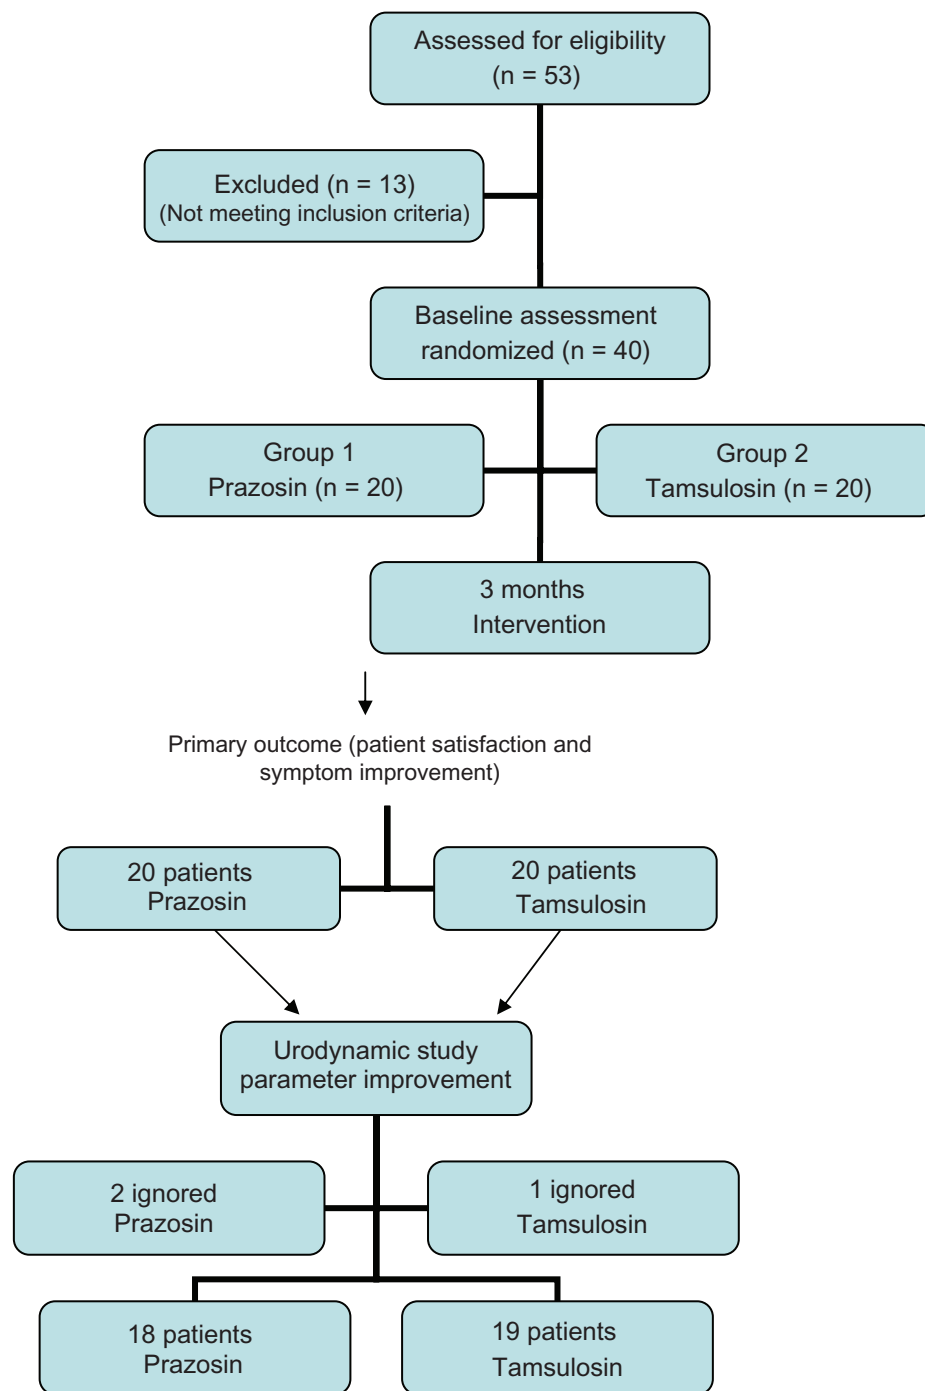 Assessed for eligibility
(n = 53)
Excluded (n = 13)
(Not meeting inclusion criteria)
Baseline assessment
randomized (n = 40)
Group 1
Prazosin (n = 20)
Group 2
Tamsulosin (n = 20)
3 months
Intervention
Primary outcome (patient satisfaction and
symptom improvement)
20 patients
Prazosin
20 patients
Tamsulosin
Urodynamic study
parameter improvement
2 ignored
Prazosin
1 ignored
Tamsulosin
18 patients
Prazosin
19 patients
Tamsulosin